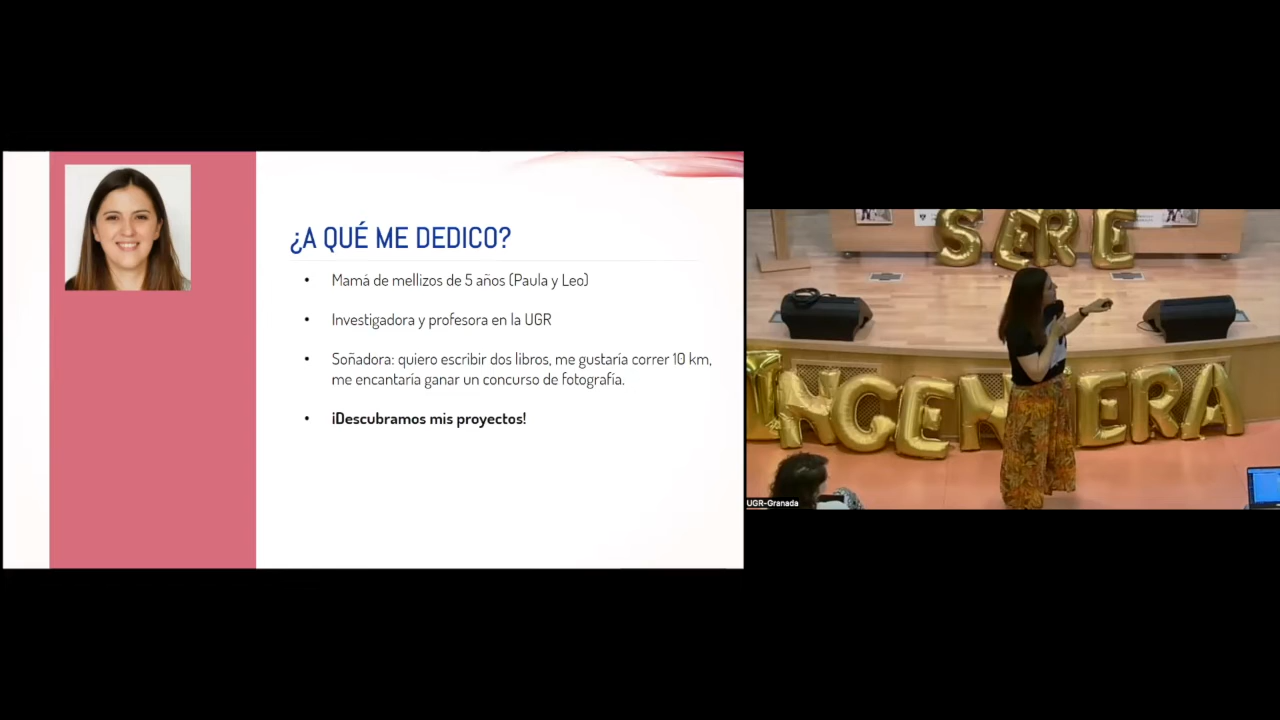 ¿A QUÉ ME DEDICO?
• Mamá de mellizos de 5 años (Paula y Leo)
• Investigadora y profesora en la UGR
• Soñadora: quiero escribir dos libros, me gustaría correr 10 km,
me encantaría ganar un concurso de fotografía.
• ¡Descubramos mis proyectos!
SERÉ
INGENIERA
UGR-Granada